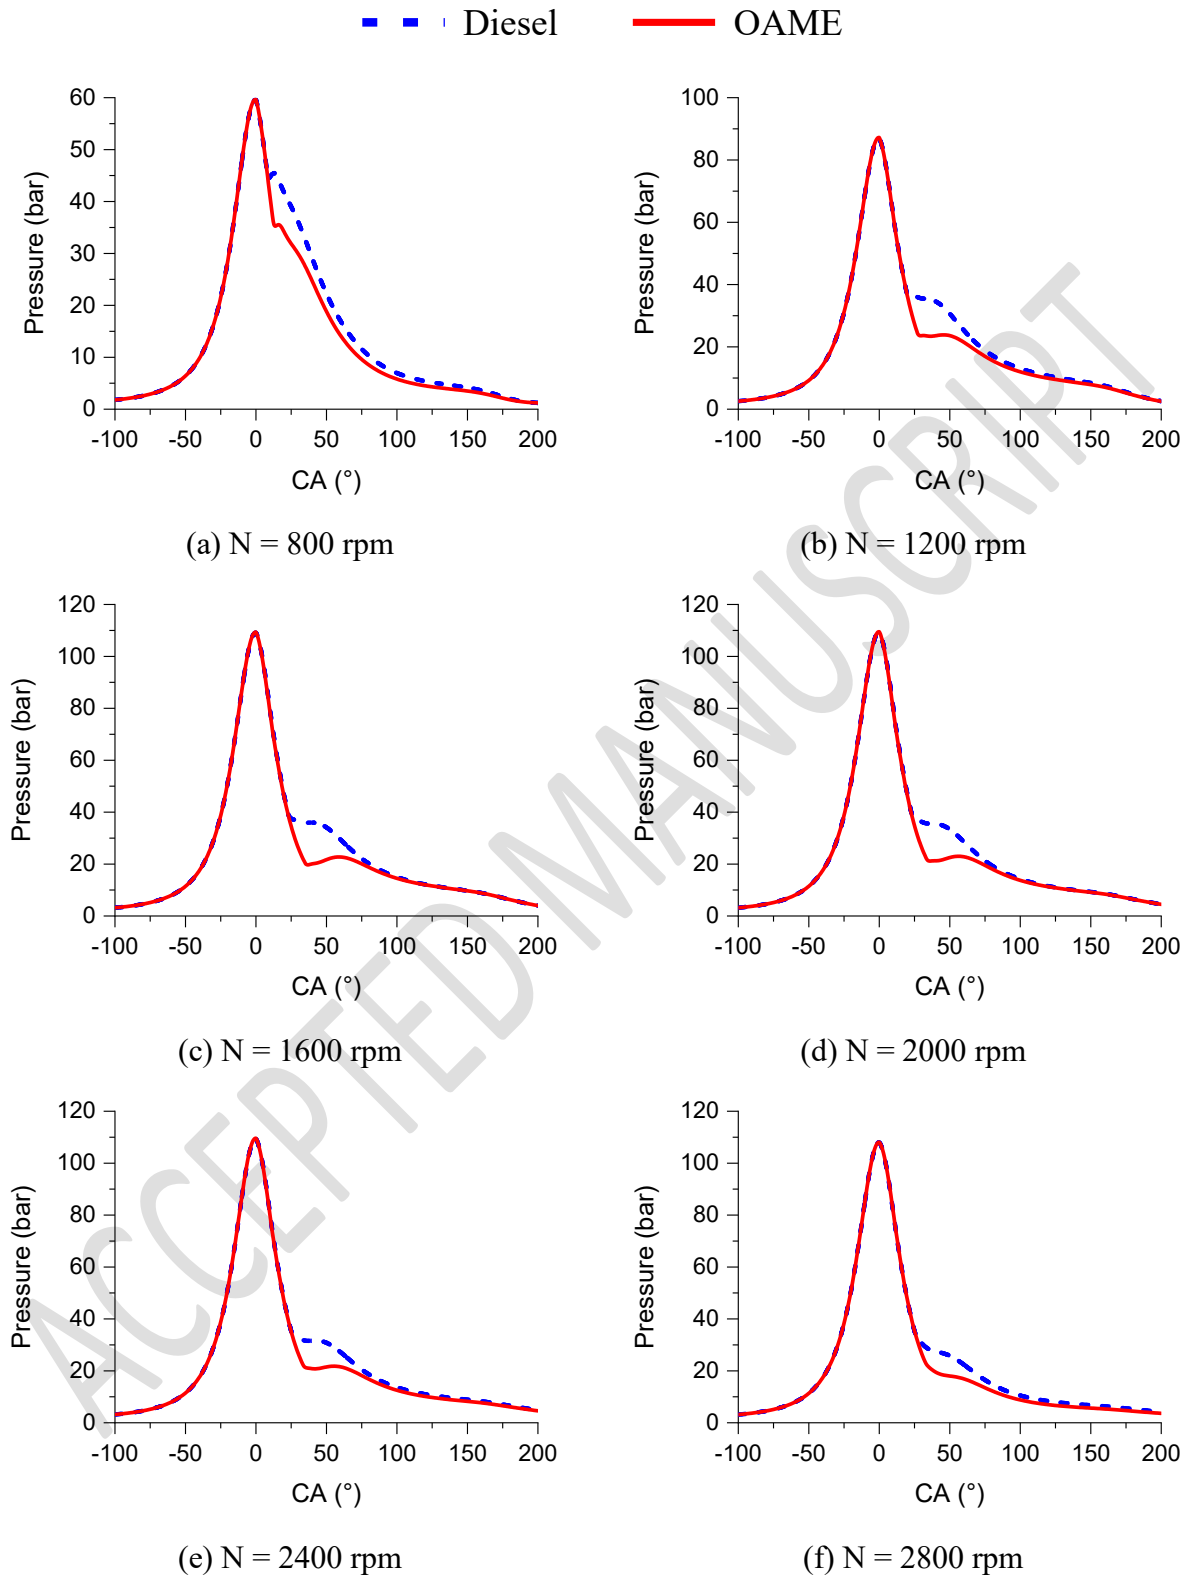 Diesel OAME
60
50
40
30
20
10
0
-100 -50 0 50 100 150 200
Pressure (bar)
CA (°)
(a) N = 800 rpm
100
80
60
40
20
0
-100 -50 0 50 100 150 200
Pressure (bar)
CA (°)
(b) N = 1200 rpm
120
100
80
60
40
20
0
-100 -50 0 50 100 150 200
Pressure (bar)
CA (°)
(c) N = 1600 rpm
120
100
80
60
40
20
0
-100 -50 0 50 100 150 200
Pressure (bar)
CA (°)
(d) N = 2000 rpm
120
100
80
60
40
20
0
-100 -50 0 50 100 150 200
Pressure (bar)
CA (°)
(e) N = 2400 rpm
120
100
80
60
40
20
0
-100 -50 0 50 100 150 200
Pressure (bar)
CA (°)
(f) N = 2800 rpm
ACCEPTED MANUSCRIPT